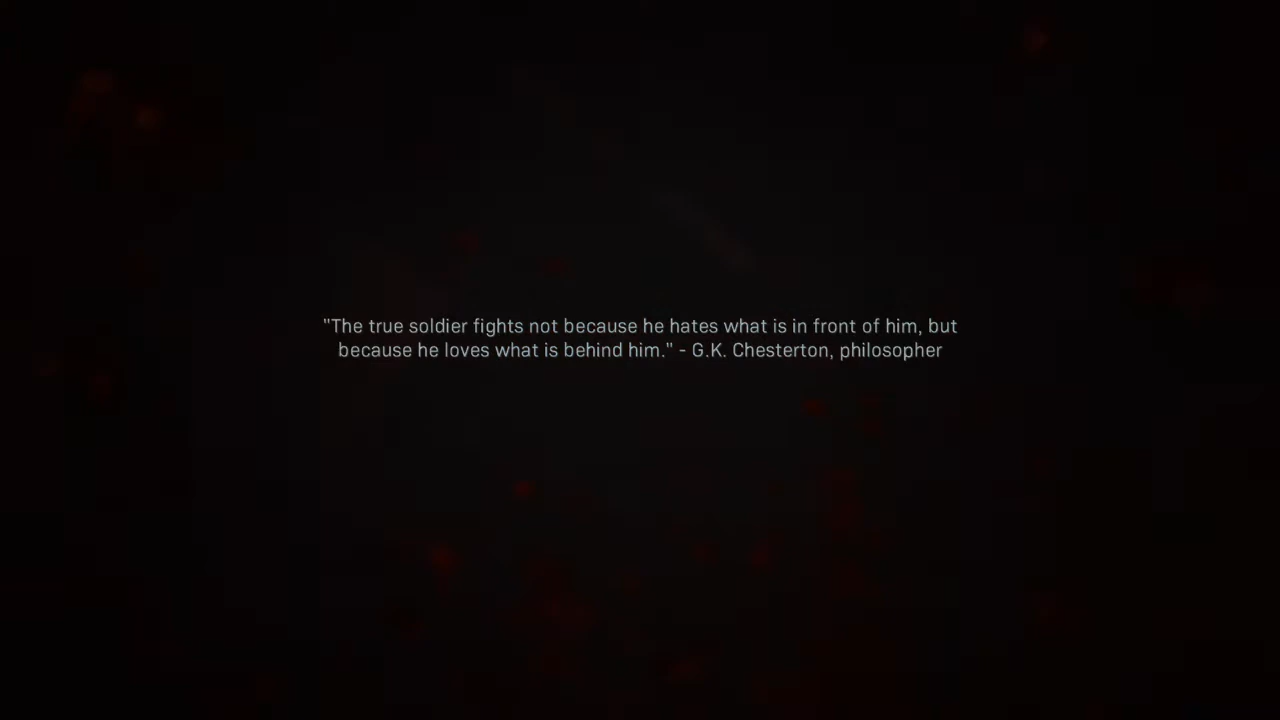 "The true soldier fights not because he hates what is in front of him, but
because he loves what is behind him." - G.K. Chesterton, philosopher